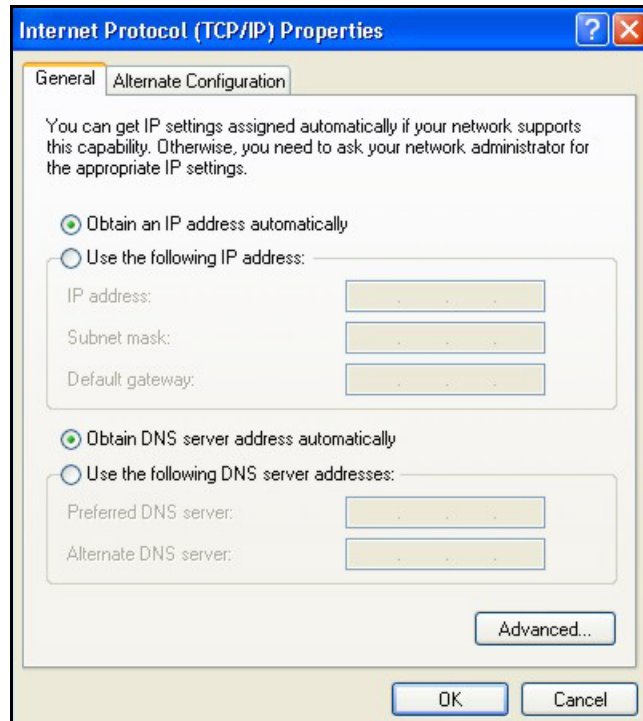 Internet Protocol (TCP/IP) Properties
General
Alternate Configuration
You can get IP settings assigned automatically if your network supports
this capability. Otherwise, you need to ask your network administrator for
the appropriate IP settings.
Obtain an IP address automatically
Use the following IP address:
IP address:
Subnet mask:
Default gateway:
Obtain DNS server address automatically
Use the following DNS server addresses:
Preferred DNS server:
Alternate DNS server:
Advanced...
OK
Cancel